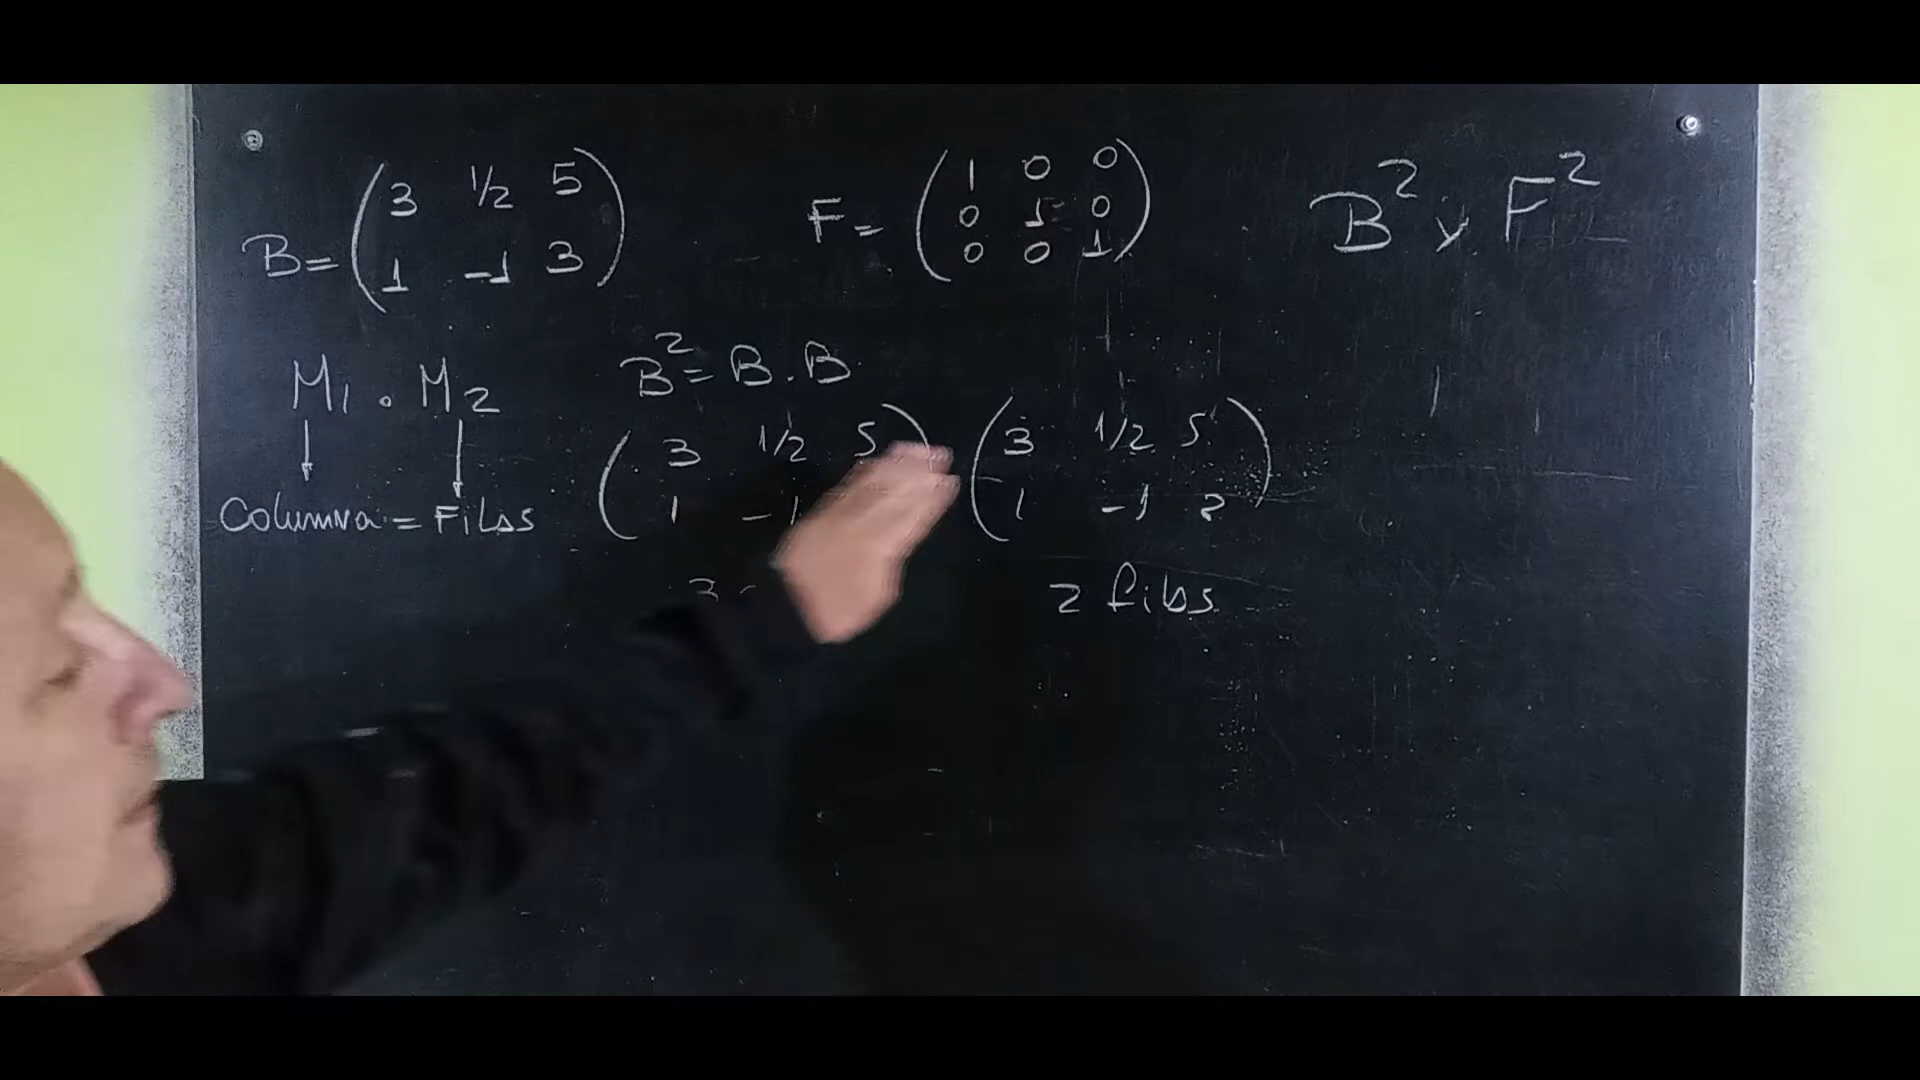 B = ( 3 1/2 5
1 -1 3 )
F = ( 1 0 0
0 1 0
0 0 1 )
B² y F²
M1 . M2
Columna = Filas
B² = B.B
( 3 1/2 5 ) ( 3 1/2 5 )
( 1 -1 ( 1 -1 )
2 filas